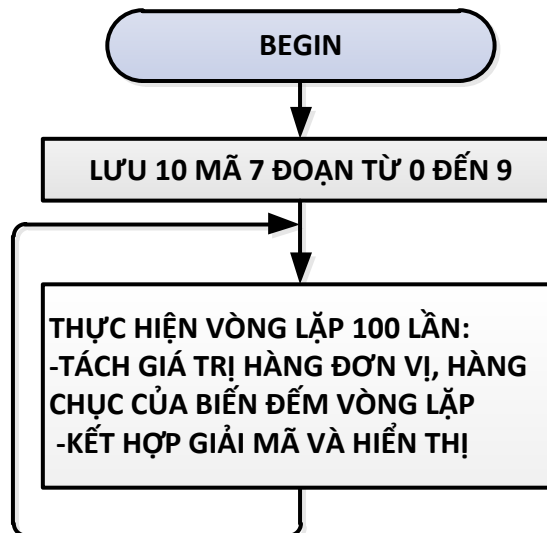 BEGIN
LƯU 10 MÃ 7 ĐOẠN TỪ 0 ĐẾN 9
THỰC HIỆN VÒNG LẶP 100 LẦN:
-TÁCH GIÁ TRỊ HÀNG ĐƠN VỊ, HÀNG
CHỤC CỦA BIẾN ĐẾM VÒNG LẶP
-KẾT HỢP GIẢI MÃ VÀ HIỂN THỊ